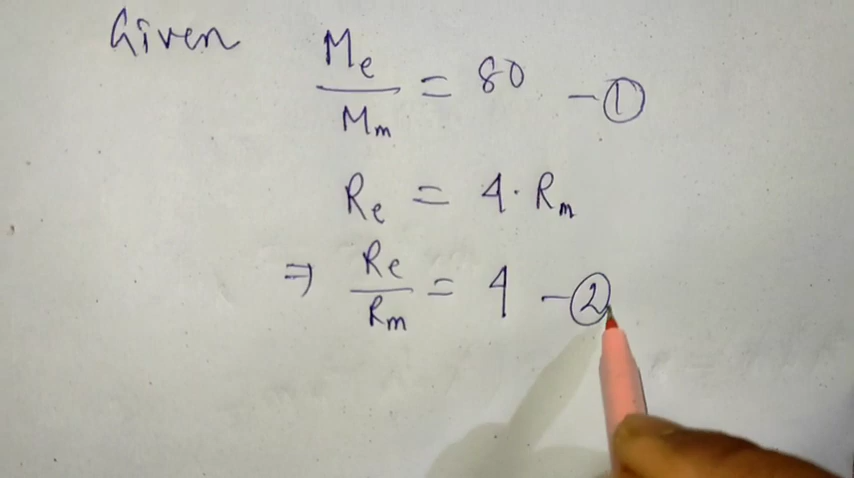 Given Me/Mm = 80 - ①
Re = 4 · Rm
⇒ Re/Rm = 4 - ②